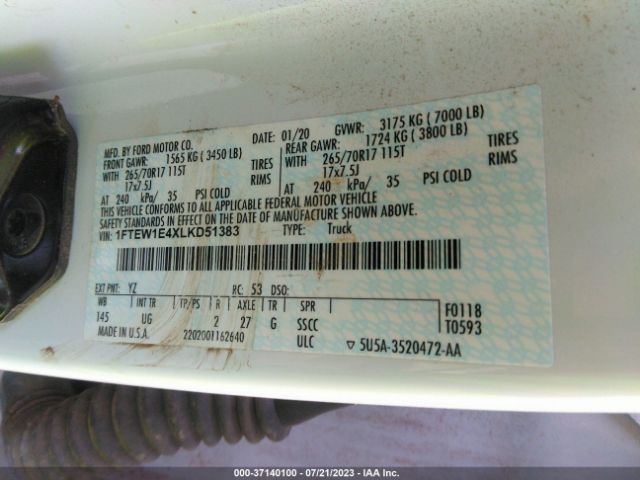 MFD. BY FORD MOTOR CO.
DATE: 01/20 GVWR: 3175 KG ( 7000 LB)
FRONT GAWR: 1565 KG ( 3450 LB)
REAR GAWR: 1724 KG ( 3800 LB)
WITH 265/70R17 115T TIRES
WITH 265/70R17 115T TIRES
17x7.5J RIMS
17x7.5J RIMS
AT 240 kPa/ 35 PSI COLD
AT 240 kPa/ 35 PSI COLD
THIS VEHICLE CONFORMS TO ALL APPLICABLE FEDERAL MOTOR VEHICLE
SAFETY STANDARDS IN EFFECT ON THE DATE OF MANUFACTURE SHOWN ABOVE.
VIN: 1FTEW1E4XLKD51383 TYPE: Truck
EXT PNT: YZ RC: 53 DSO:
WB INT TR TP/PS R AXLE TR SPR
145 UG 2 27 G SSCC
F0118
T0593
MADE IN U.S.A. 2202001162640 ULC
▽ 5U5A-3520472-AA
000-37140100 - 07/21/2023 - IAA Inc.